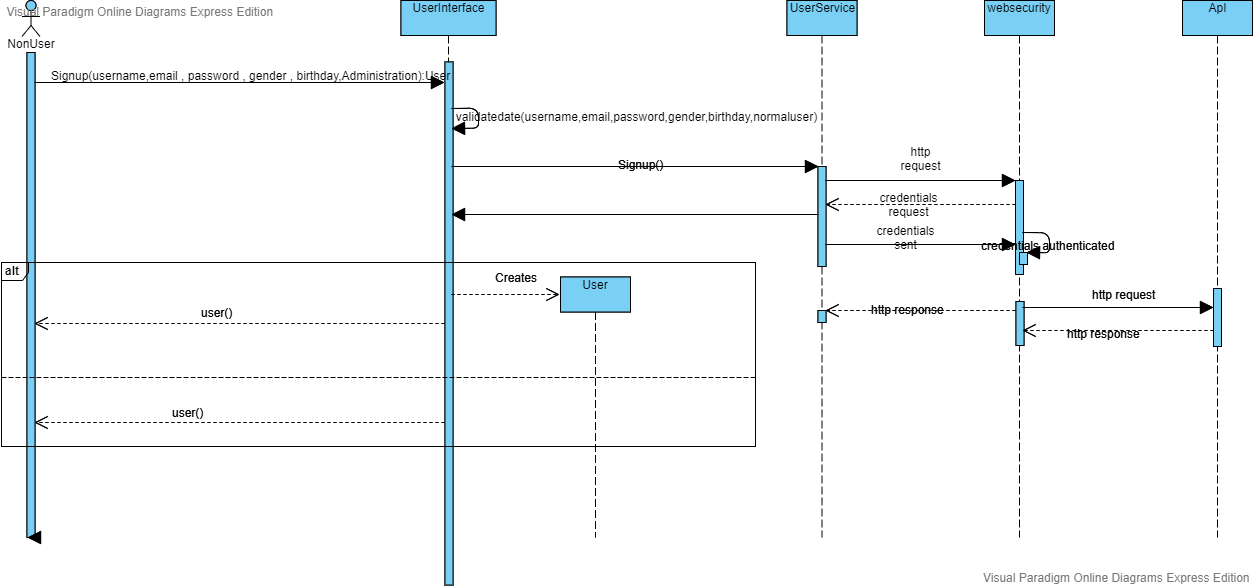 Visual Paradigm Online Diagrams Express Edition
UserInterface
UserService
websecurity
ApI
NonUser
Signup(username,email , password , gender , birthday,Administration):User
validatedate(username,email,password,gender,birthday,normaluser)
Signup()
http
request
credentials
request
credentials
sent
credentials authenticated
alt
Creates
User
user()
http request
http response
http response
user()
Visual Paradigm Online Diagrams Express Edition